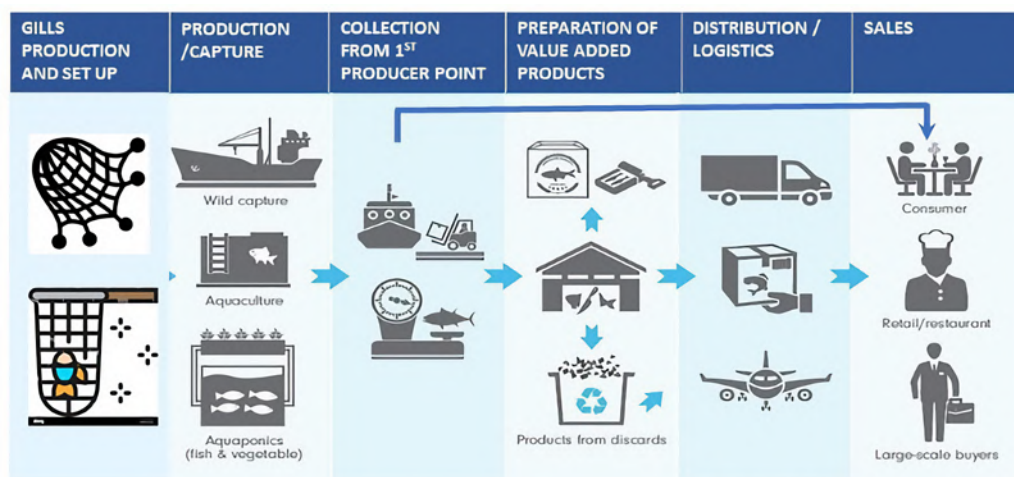 GILLS
PRODUCTION
AND SET UP
PRODUCTION
/CAPTURE
COLLECTION
FROM 1ST
PRODUCER POINT
PREPARATION OF
VALUE ADDED
PRODUCTS
DISTRIBUTION /
LOGISTICS
SALES
Wild capture
Aquaculture
Aquaponics
(fish & vegetable)
Products from discards
Consumer
Retail/restaurant
Large-scale buyers